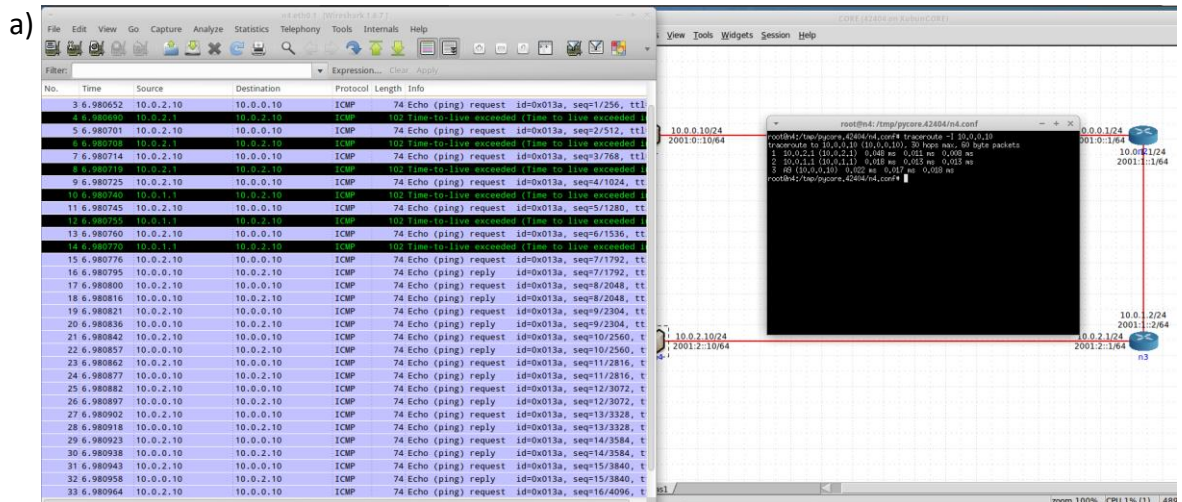 a)
n4.eth0.1 [Wireshark 1.6.7]
File Edit View Go Capture Analyze Statistics Telephony Tools Internals Help
Filter: Expression... Clear Apply
No. Time Source Destination Protocol Length Info
3 6.980652 10.0.2.10 10.0.0.10 ICMP 74 Echo (ping) request id=0x013a, seq=1/256, ttl
4 6.980690 10.0.2.10 ICMP 102 Time-to-live exceeded (Time to live exceeded i
5 6.980701 10.0.2.10 10.0.0.10 ICMP 74 Echo (ping) request id=0x013a, seq=2/512, ttl
6 6.980708 10.0.2.10 ICMP 102 Time-to-live exceeded (Time to live exceeded i
7 6.980714 10.0.2.10 10.0.0.10 ICMP 74 Echo (ping) request id=0x013a, seq=3/768, ttl
8 6.980719 10.0.2.10 ICMP 102 Time-to-live exceeded (Time to live exceeded i
9 6.980725 10.0.2.10 10.0.0.10 ICMP 74 Echo (ping) request id=0x013a, seq=4/1024, tt
10 6.980740 10.0.1.1 10.0.2.10 ICMP 102 Time-to-live exceeded (Time to live exceeded i
11 6.980745 10.0.2.10 10.0.0.10 ICMP 74 Echo (ping) request id=0x013a, seq=5/1280, tt
12 6.980755 10.0.1.1 10.0.2.10 ICMP 102 Time-to-live exceeded (Time to live exceeded i
13 6.980760 10.0.2.10 10.0.0.10 ICMP 74 Echo (ping) request id=0x013a, seq=6/1536, tt
14 6.980770 10.0.1.1 10.0.2.10 ICMP 102 Time-to-live exceeded (Time to live exceeded i
15 6.980776 10.0.2.10 10.0.0.10 ICMP 74 Echo (ping) request id=0x013a, seq=7/1792, tt
16 6.980795 10.0.0.10 10.0.2.10 ICMP 74 Echo (ping) reply id=0x013a, seq=7/1792, tt
17 6.980800 10.0.2.10 10.0.0.10 ICMP 74 Echo (ping) request id=0x013a, seq=8/2048, tt
18 6.980816 10.0.0.10 10.0.2.10 ICMP 74 Echo (ping) reply id=0x013a, seq=8/2048, tt
19 6.980821 10.0.2.10 10.0.0.10 ICMP 74 Echo (ping) request id=0x013a, seq=9/2304, tt
20 6.980836 10.0.0.10 10.0.2.10 ICMP 74 Echo (ping) reply id=0x013a, seq=9/2304, tt
21 6.980842 10.0.2.10 10.0.0.10 ICMP 74 Echo (ping) request id=0x013a, seq=10/2560, t
22 6.980857 10.0.0.10 10.0.2.10 ICMP 74 Echo (ping) reply id=0x013a, seq=10/2560, t
23 6.980862 10.0.2.10 10.0.0.10 ICMP 74 Echo (ping) request id=0x013a, seq=11/2816, t
24 6.980877 10.0.0.10 10.0.2.10 ICMP 74 Echo (ping) reply id=0x013a, seq=11/2816, t
25 6.980882 10.0.2.10 10.0.0.10 ICMP 74 Echo (ping) request id=0x013a, seq=12/3072, t
26 6.980897 10.0.0.10 10.0.2.10 ICMP 74 Echo (ping) reply id=0x013a, seq=12/3072, t
27 6.980902 10.0.2.10 10.0.0.10 ICMP 74 Echo (ping) request id=0x013a, seq=13/3328, t
28 6.980918 10.0.0.10 10.0.2.10 ICMP 74 Echo (ping) reply id=0x013a, seq=13/3328, t
29 6.980923 10.0.2.10 10.0.0.10 ICMP 74 Echo (ping) request id=0x013a, seq=14/3584, t
30 6.980938 10.0.0.10 10.0.2.10 ICMP 74 Echo (ping) reply id=0x013a, seq=14/3584, t
31 6.980943 10.0.2.10 10.0.0.10 ICMP 74 Echo (ping) request id=0x013a, seq=15/3840, t
32 6.980958 10.0.0.10 10.0.2.10 ICMP 74 Echo (ping) reply id=0x013a, seq=15/3840, t
33 6.980964 10.0.2.10 10.0.0.10 ICMP 74 Echo (ping) request id=0x013a, seq=16/4096, t
CORE (42404 on XubunCORE)
View Tools Widgets Session Help
10.0.0.10/24
2001:0::10/64
root@n4: /tmp/pycore.42404/n4.conf
root@n4:/tmp/pycore.42404/n4.conf# traceroute -I 10.0.0.10
traceroute to 10.0.0.10 (10.0.0.10), 30 hops max, 60 byte packets
1 10.0.2.1 (10.0.2.1) 0.048 ms 0.011 ms 0.008 ms
2 10.0.1.1 (10.0.1.1) 0.018 ms 0.013 ms 0.013 ms
3 A9 (10.0.0.10) 0.022 ms 0.017 ms 0.018 ms
root@n4:/tmp/pycore.42404/n4.conf#
0.0.0.1/24
001:0::1/64
2001:1::1/64
10.0.1.2/24
2001:1::2/64
10.0.2.10/24
2001:2::10/64
10.0.2.1/24
2001:2::1/64
n3
zoom 100% CPU 1% (1) 489